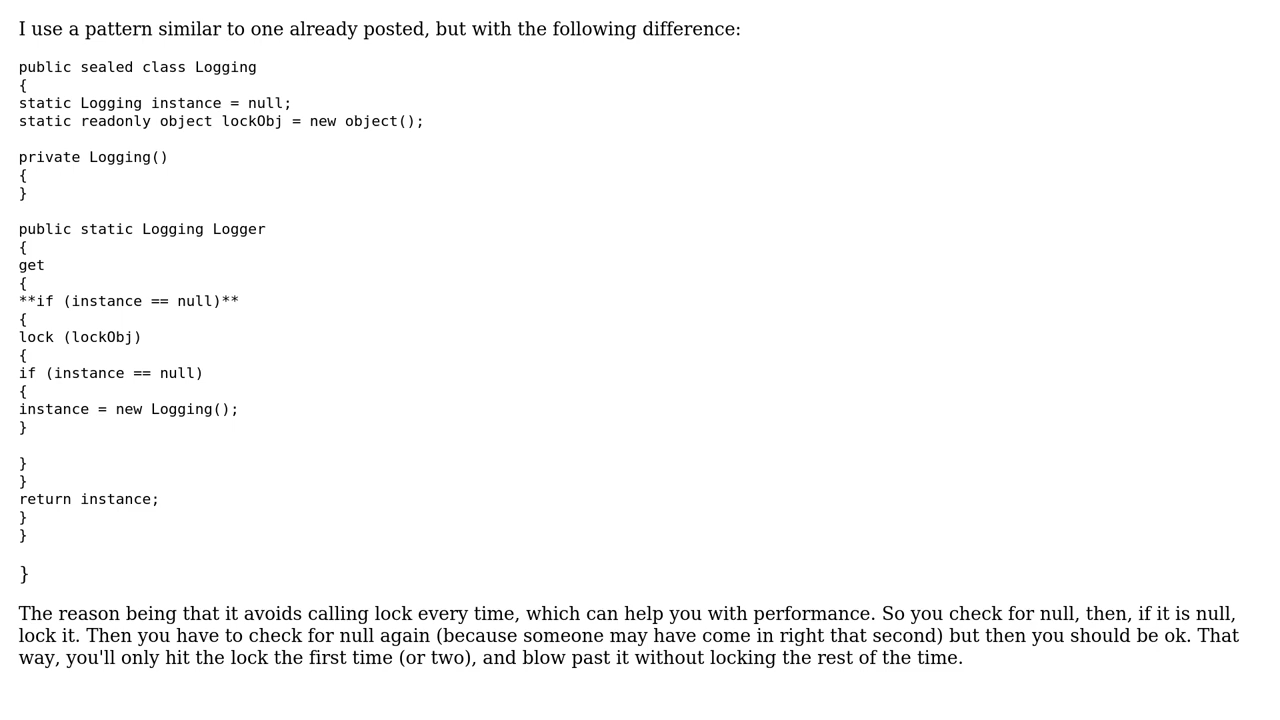 I use a pattern similar to one already posted, but with the following difference:
public sealed class Logging
{
static Logging instance = null;
static readonly object lockObj = new object();
private Logging()
{
}
public static Logging Logger
{
get
{
**if (instance == null)**
{
lock (lockObj)
{
if (instance == null)
{
instance = new Logging();
}
}
}
return instance;
}
}
}
The reason being that it avoids calling lock every time, which can help you with performance. So you check for null, then, if it is null,
lock it. Then you have to check for null again (because someone may have come in right that second) but then you should be ok. That
way, you'll only hit the lock the first time (or two), and blow past it without locking the rest of the time.